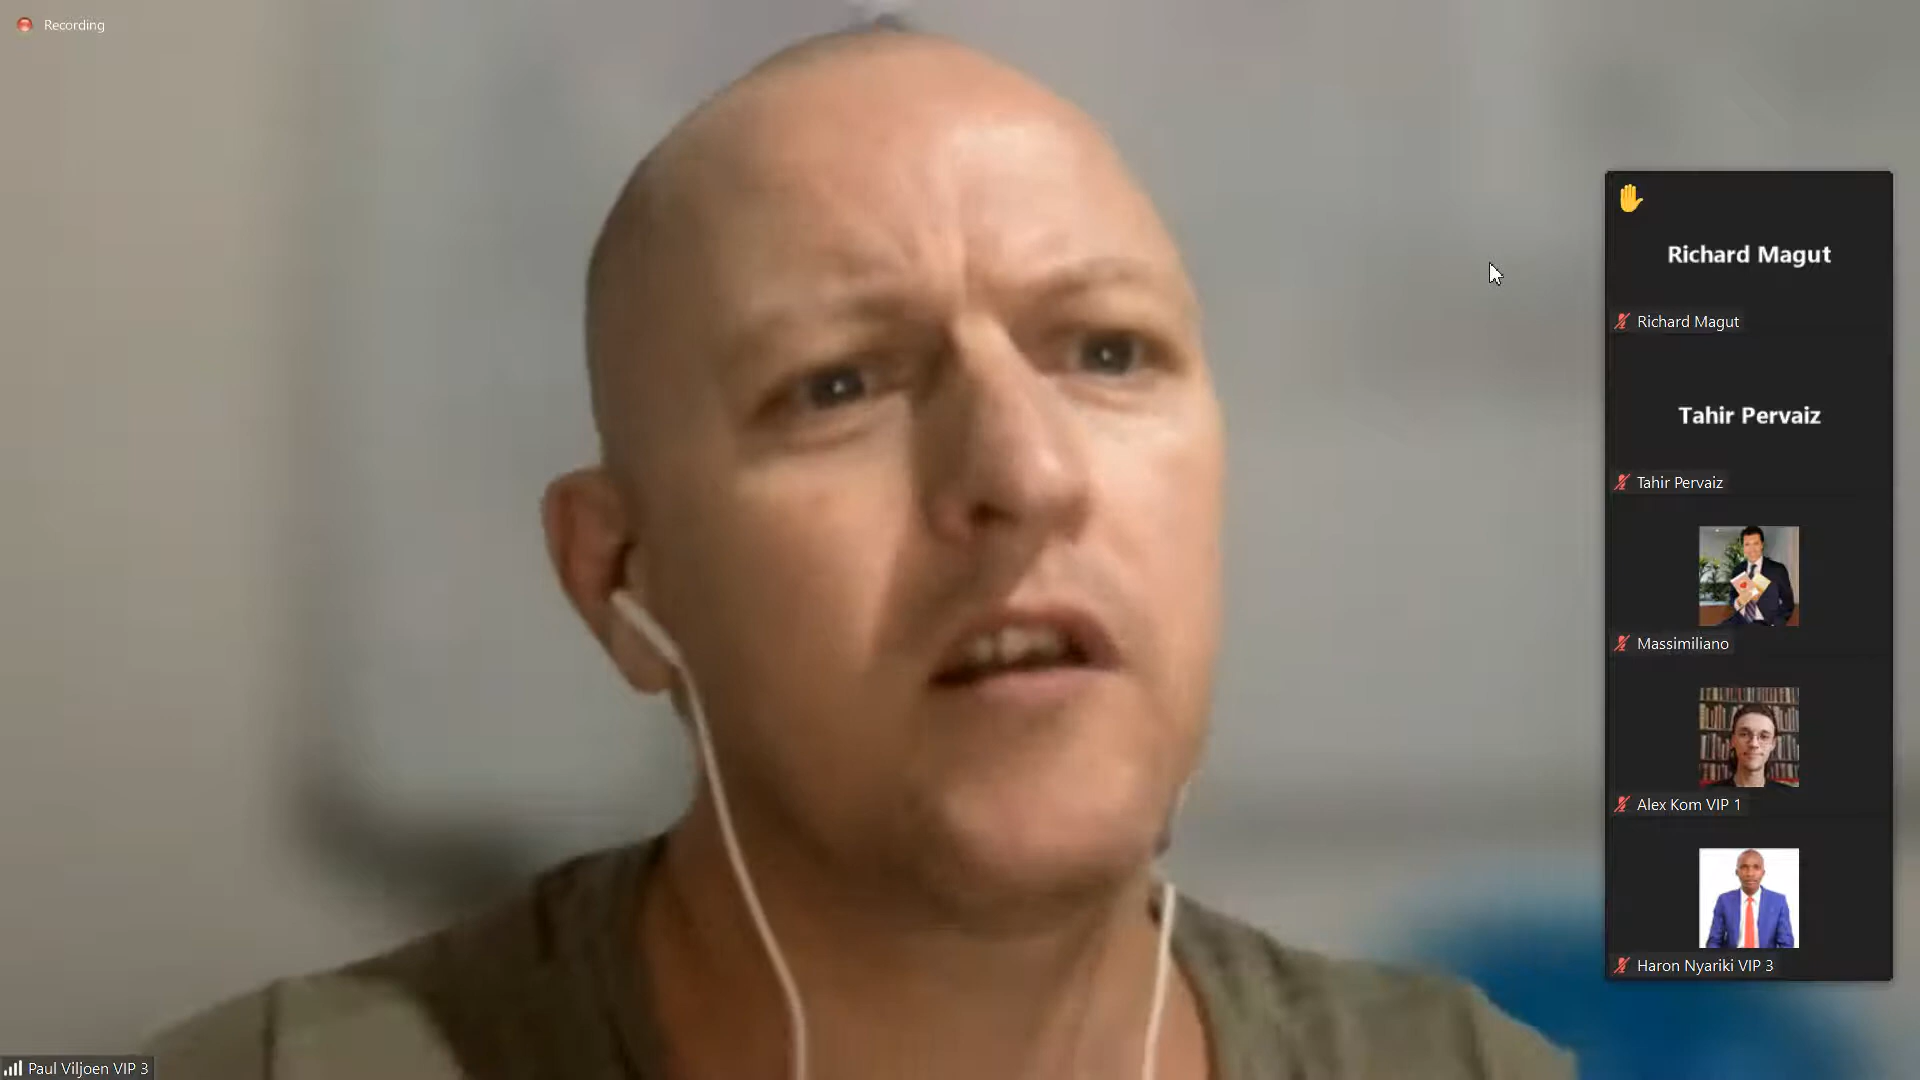 Recording
Richard Magut
Richard Magut
Tahir Pervaiz
Tahir Pervaiz
Massimiliano
Alex Kom VIP 1
Haron Nyariki VIP 3
Paul Viljoen VIP 3